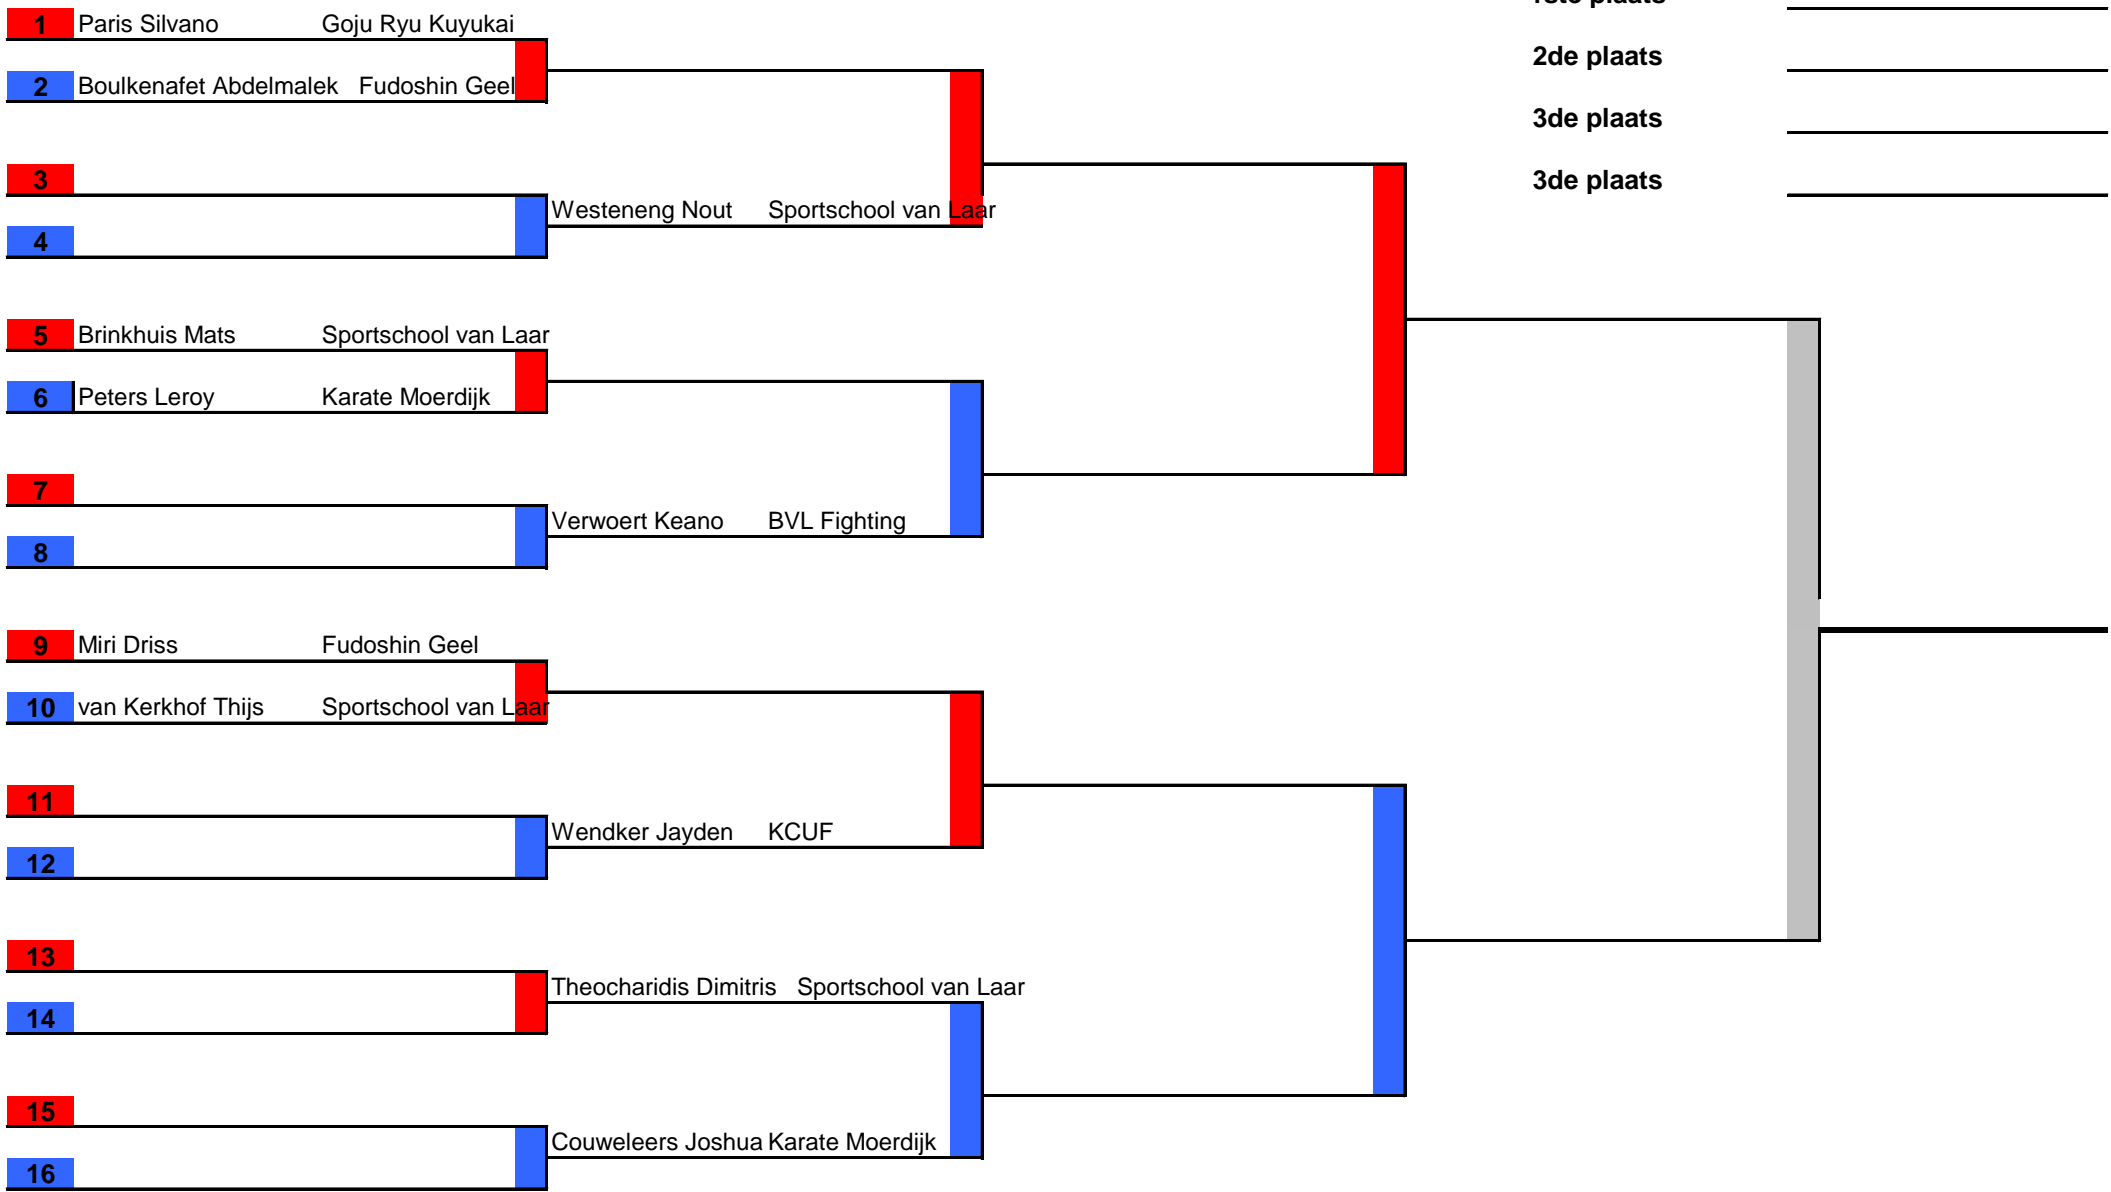 1ste plaats
1 Paris Silvano Goju Ryu Kuyukai
2de plaats
2 Boulkenafet Abdelmalek Fudoshin Geel
3de plaats
3
3de plaats
Westeneng Nout Sportschool van Laar
4
5 Brinkhuis Mats Sportschool van Laar
6 Peters Leroy Karate Moerdijk
7
Verwoert Keano BVL Fighting
8
9 Miri Driss Fudoshin Geel
10 van Kerkhof Thijs Sportschool van Laar
11
Wendker Jayden KCUF
12
13
Theocharidis Dimitris Sportschool van Laar
14
15
Couweleers Joshua Karate Moerdijk
16